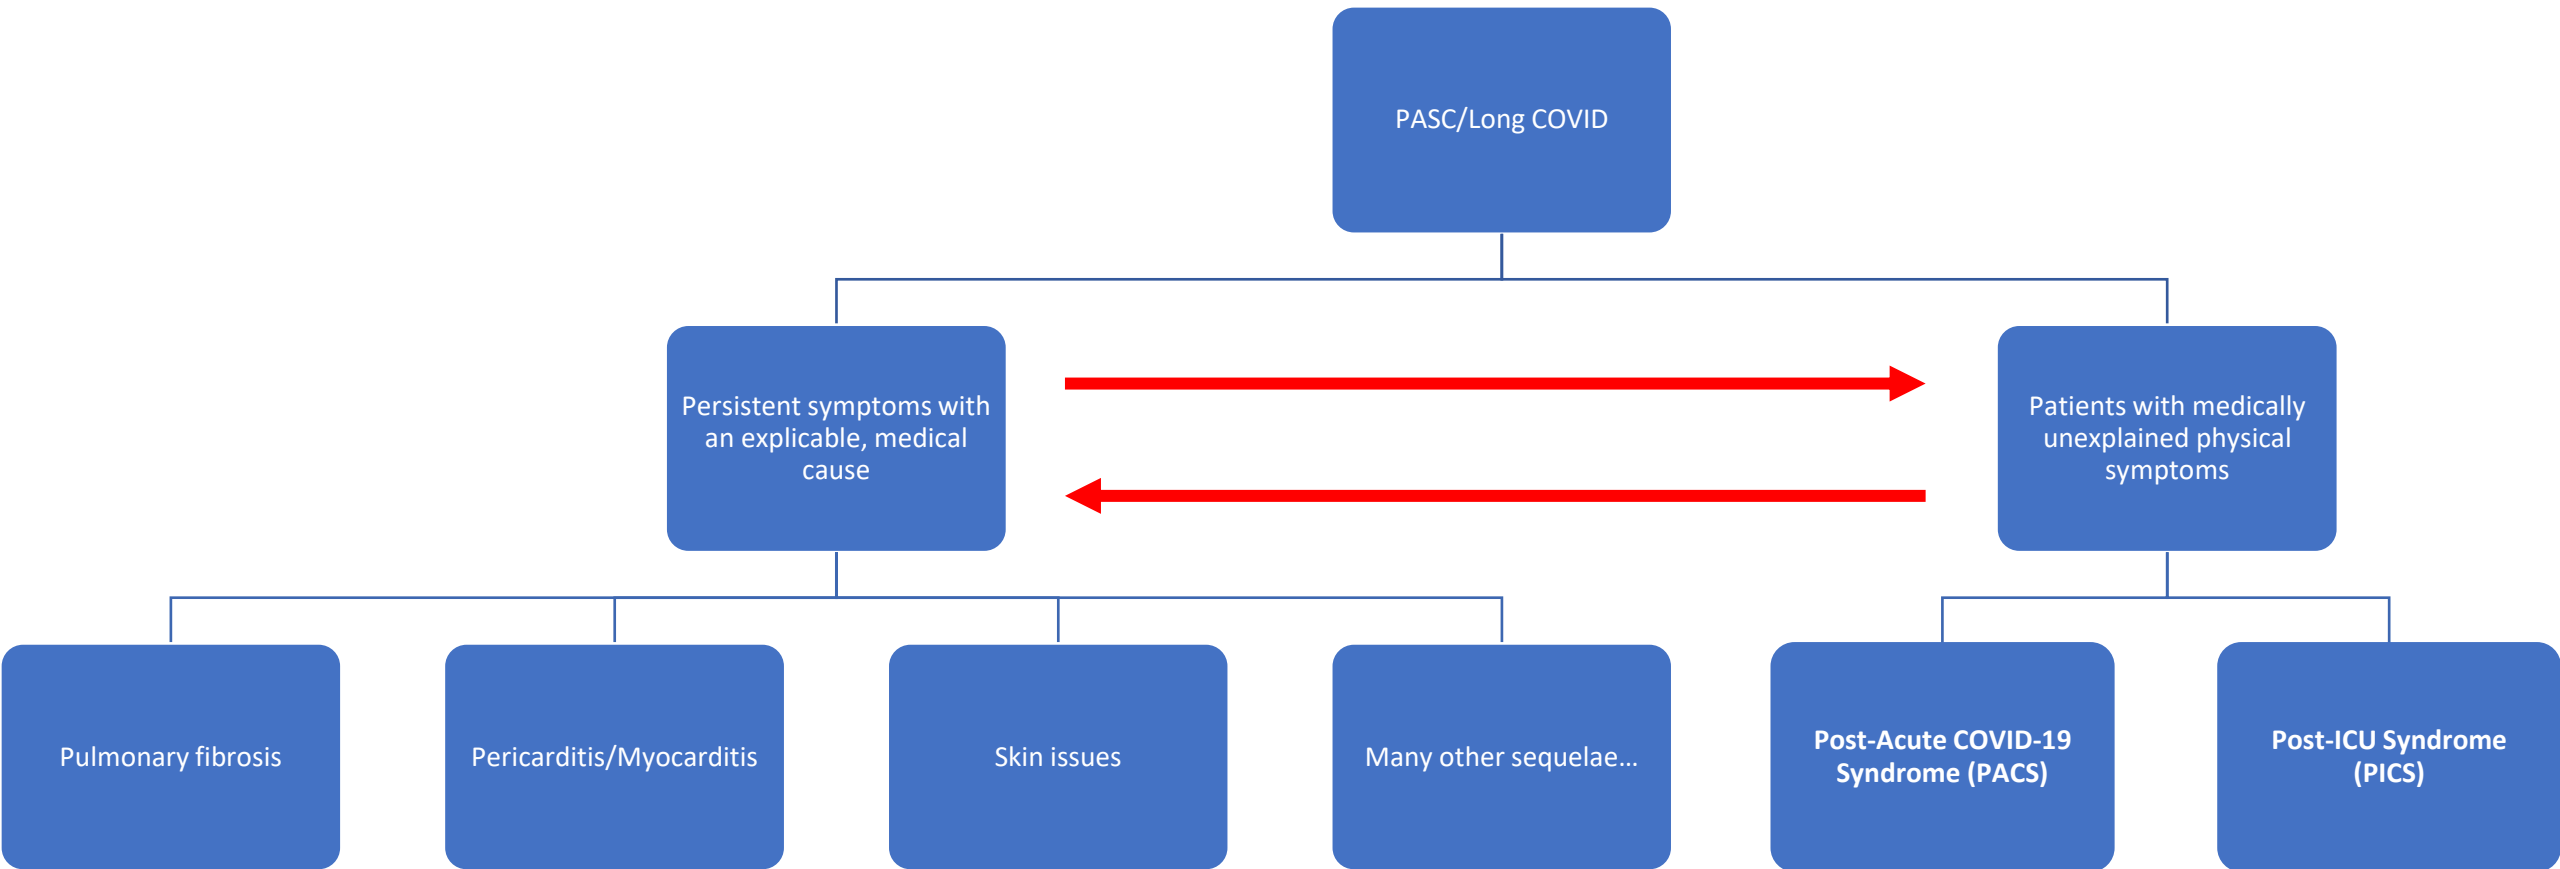 PASC/Long COVID
Persistent symptoms with
an explicable, medical
cause
Patients with medically
unexplained physical
symptoms
Pulmonary fibrosis
Pericarditis/Myocarditis
Skin issues
Many other sequelae…
Post-Acute COVID-19
Syndrome (PACS)
Post-ICU Syndrome
(PICS)